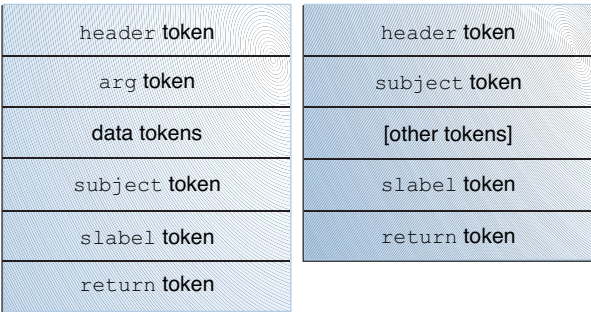 header token
arg token
data tokens
subject token
slabel token
return token
header token
subject token
[other tokens]
slabel token
return token